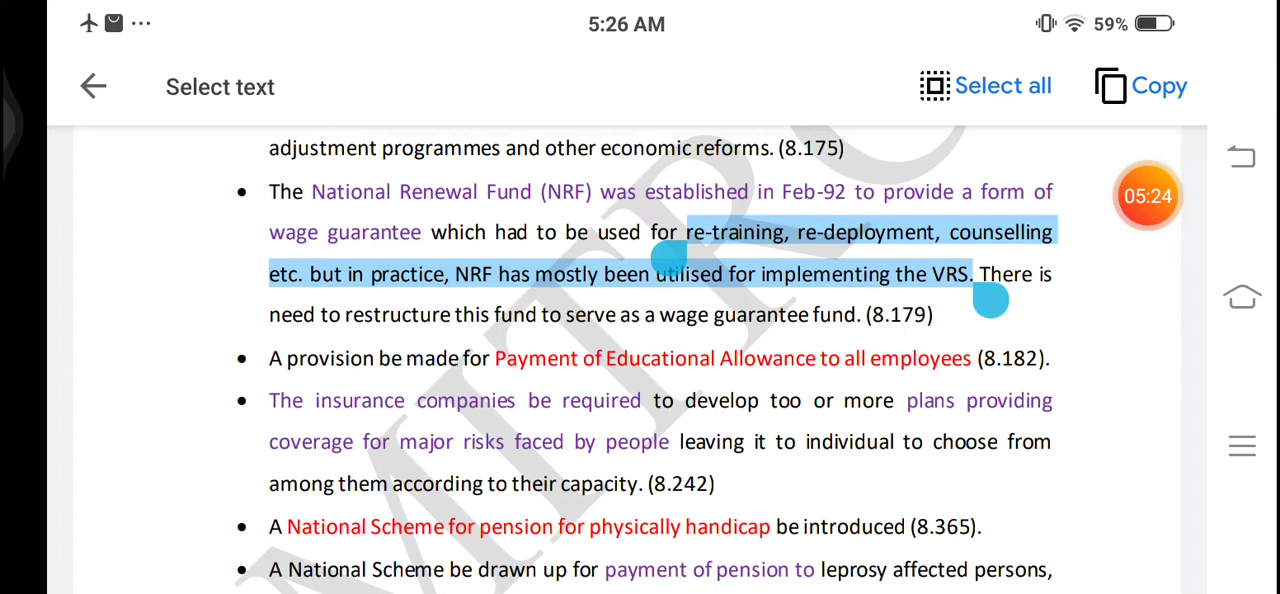 5:26 AM 59%
Select text Select all Copy
adjustment programmes and other economic reforms. (8.175)
• The National Renewal Fund (NRF) was established in Feb-92 to provide a form of
wage guarantee which had to be used for re-training, re-deployment, counselling
etc. but in practice, NRF has mostly been utilised for implementing the VRS. There is
need to restructure this fund to serve as a wage guarantee fund. (8.179)
05:24
• A provision be made for Payment of Educational Allowance to all employees (8.182).
• The insurance companies be required to develop too or more plans providing
coverage for major risks faced by people leaving it to individual to choose from
among them according to their capacity. (8.242)
• A National Scheme for pension for physically handicap be introduced (8.365).
• A National Scheme be drawn up for payment of pension to leprosy affected persons,